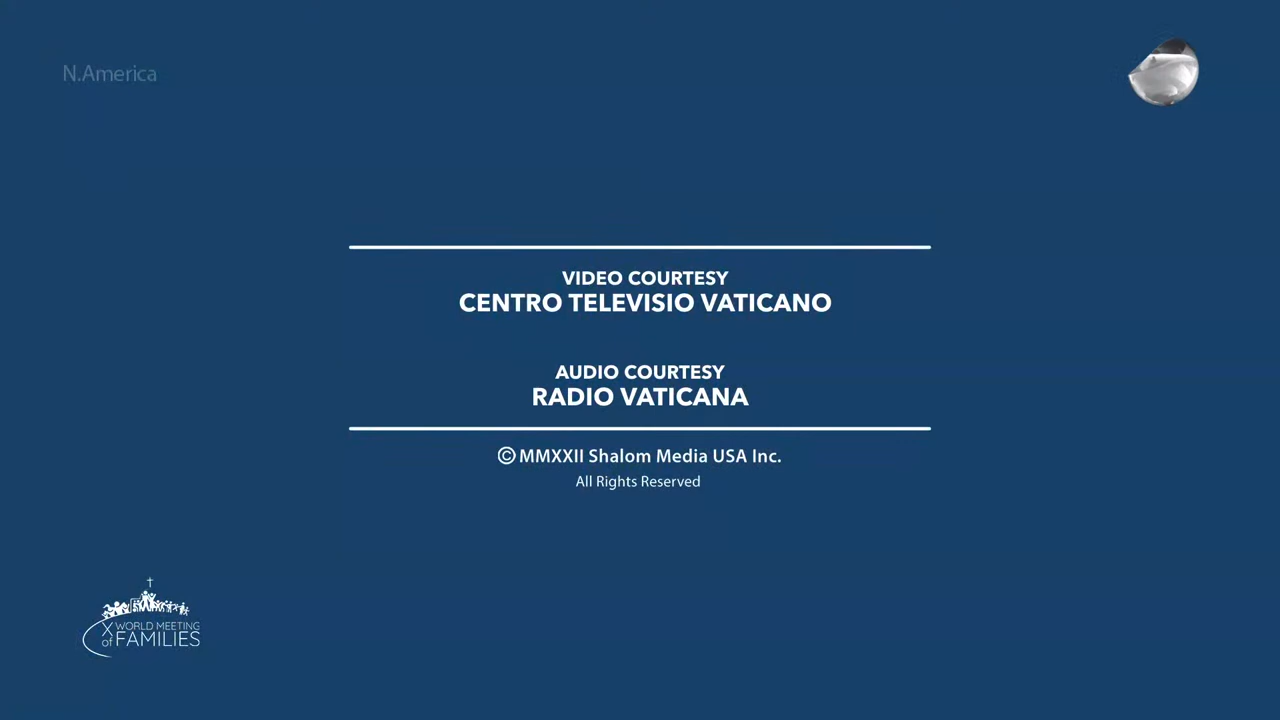 N.America
VIDEO COURTESY
CENTRO TELEVISIO VATICANO
AUDIO COURTESY
RADIO VATICANA
© MMXXII Shalom Media USA Inc.
All Rights Reserved
X WORLD MEETING
of FAMILIES